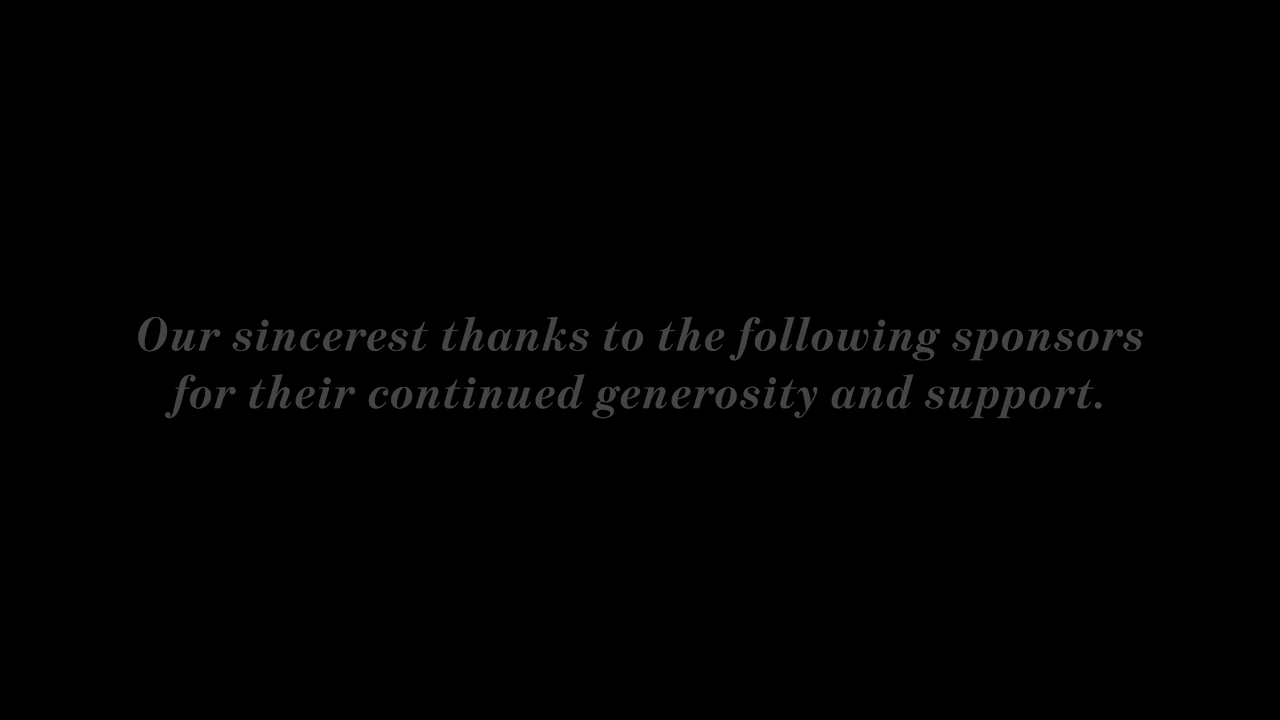 Our sincerest thanks to the following sponsors
for their continued generosity and support.